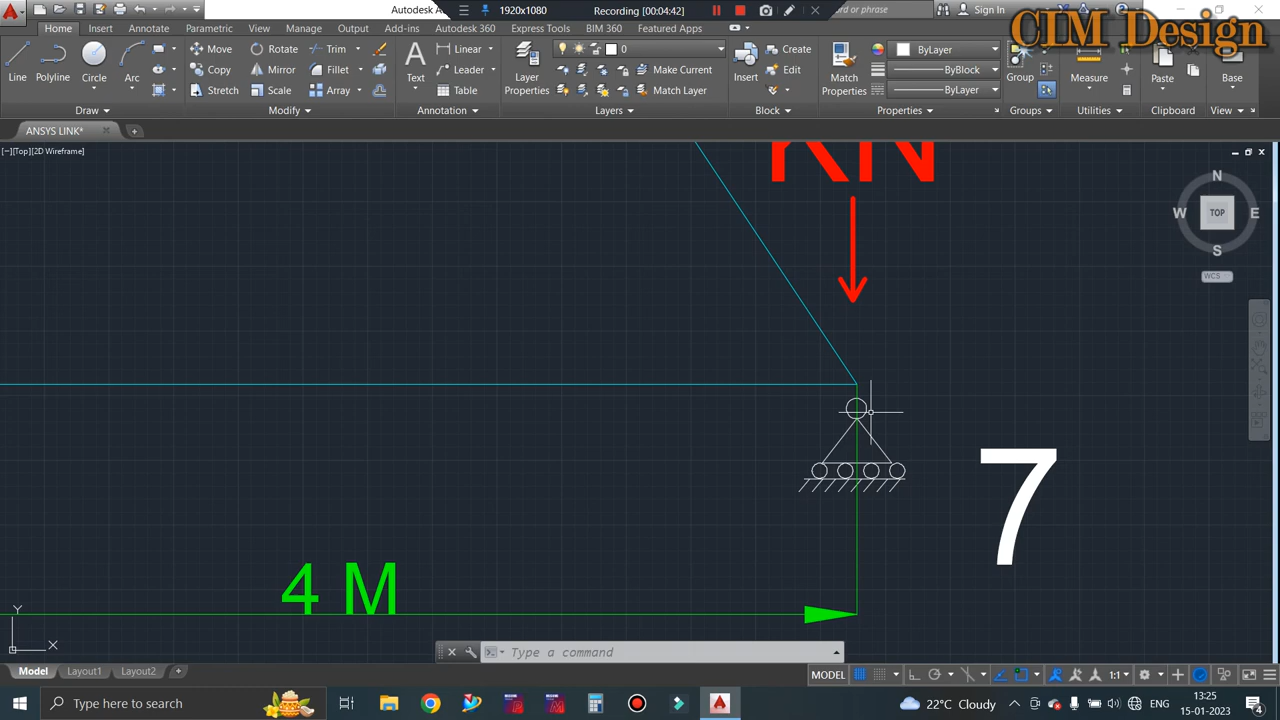 Autodesk A
1920x1080
Recording [00:04:42]
or phrase
Sign In
CIM Design
Home
Insert
Annotate
Parametric
View
Manage
Output
Add-ins
Autodesk 360
Express Tools
BIM 360
Featured Apps
Line
Polyline
Circle
Arc
Move
Rotate
Trim
Copy
Mirror
Fillet
Stretch
Scale
Array
Text
Linear
Leader
Table
Layer
Properties
0
Make Current
Match Layer
Insert
Create
Edit
Match
Properties
ByLayer
ByBlock
ByLayer
Group
Measure
Paste
Base
Draw
Modify
Annotation
Layers
Block
Properties
Groups
Utilities
Clipboard
View
ANSYS LINK*
[−][Top][2D Wireframe]
KN
N
W
TOP
E
S
WCS
7
4 M
Y
X
Type a command
Model
Layout1
Layout2
MODEL
1:1
Type here to search
22°C Cloudy
ENG
13:25
15-01-2023
4